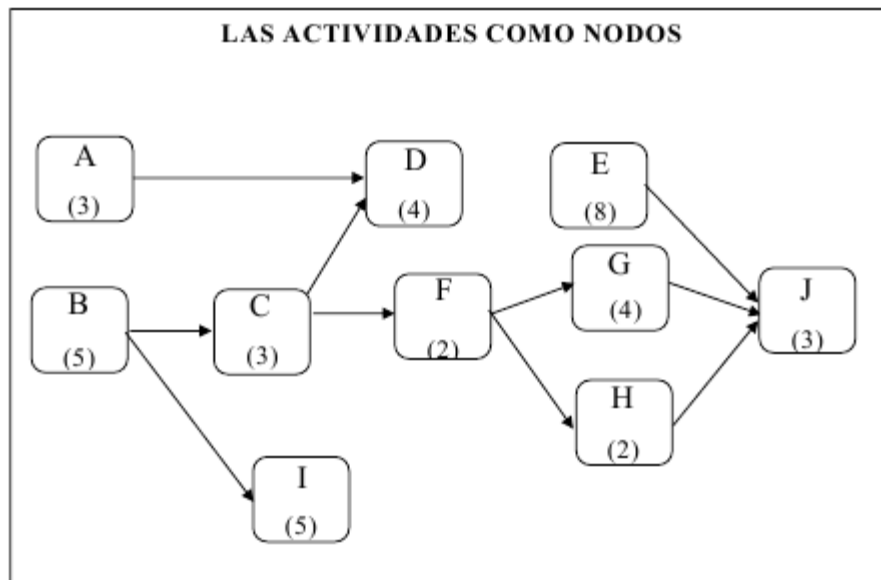 LAS ACTIVIDADES COMO NODOS
A
(3)
D
(4)
E
(8)
B
(5)
C
(3)
F
(2)
G
(4)
J
(3)
H
(2)
I
(5)